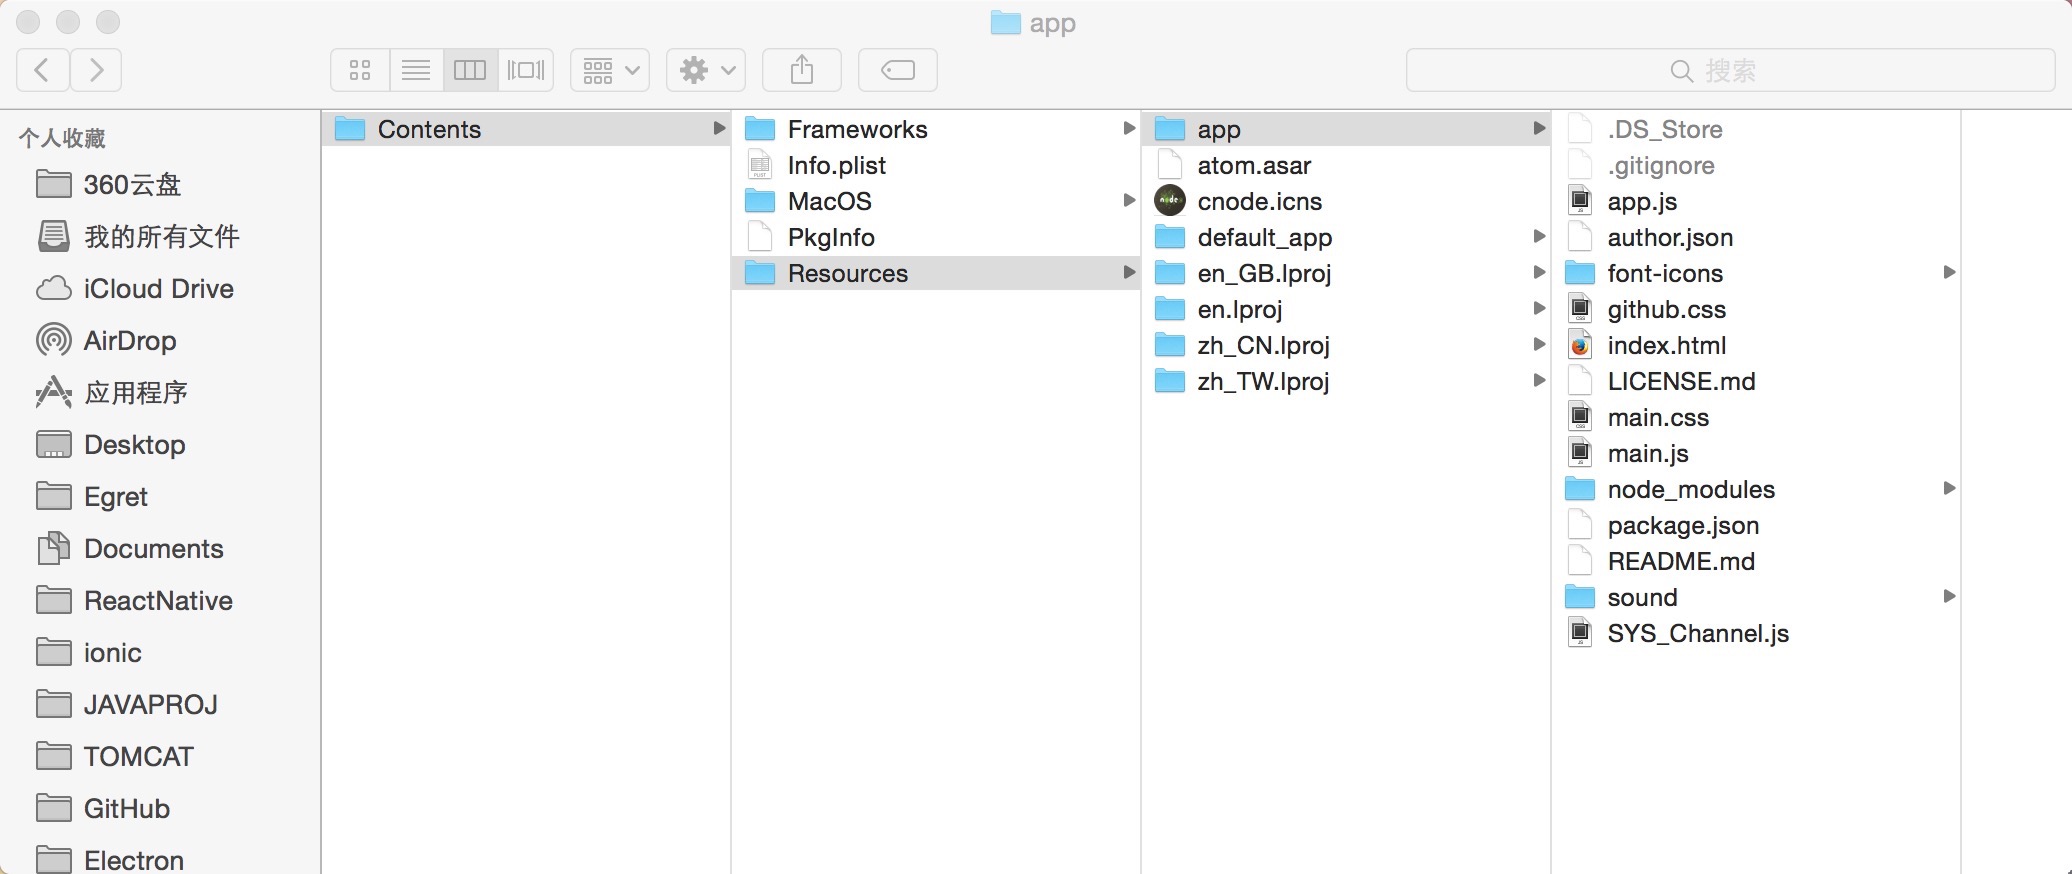 app
搜索
个人收藏
360云盘
我的所有文件
iCloud Drive
AirDrop
应用程序
Desktop
Egret
Documents
ReactNative
ionic
JAVAPROJ
TOMCAT
GitHub
Electron
Contents
Frameworks
Info.plist
MacOS
PkgInfo
Resources
app
atom.asar
cnode.icns
default_app
en_GB.lproj
en.lproj
zh_CN.lproj
zh_TW.lproj
.DS_Store
.gitignore
app.js
author.json
font-icons
github.css
index.html
LICENSE.md
main.css
main.js
node_modules
package.json
README.md
sound
SYS_Channel.js